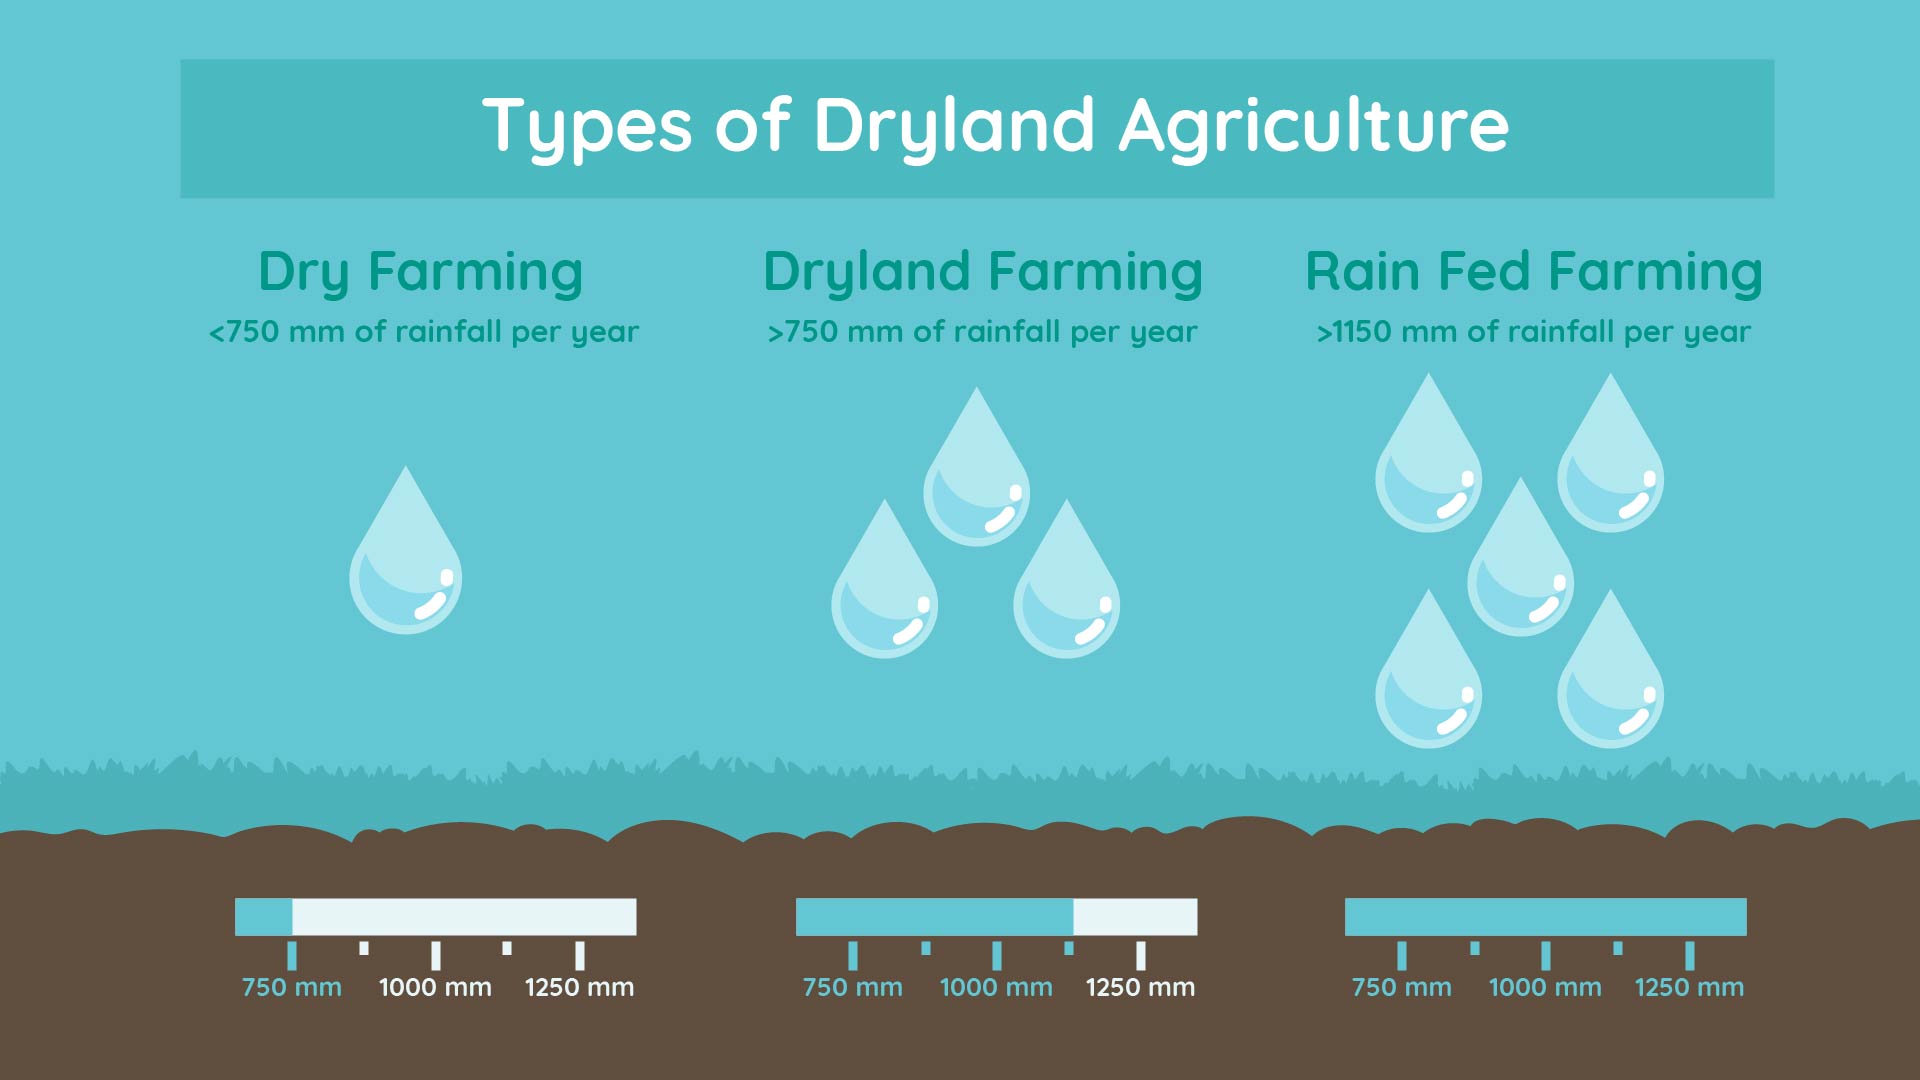 Types of Dryland Agriculture
Dry Farming
<750 mm of rainfall per year
Dryland Farming
>750 mm of rainfall per year
Rain Fed Farming
>1150 mm of rainfall per year
750 mm 1000 mm 1250 mm
750 mm 1000 mm 1250 mm
750 mm 1000 mm 1250 mm